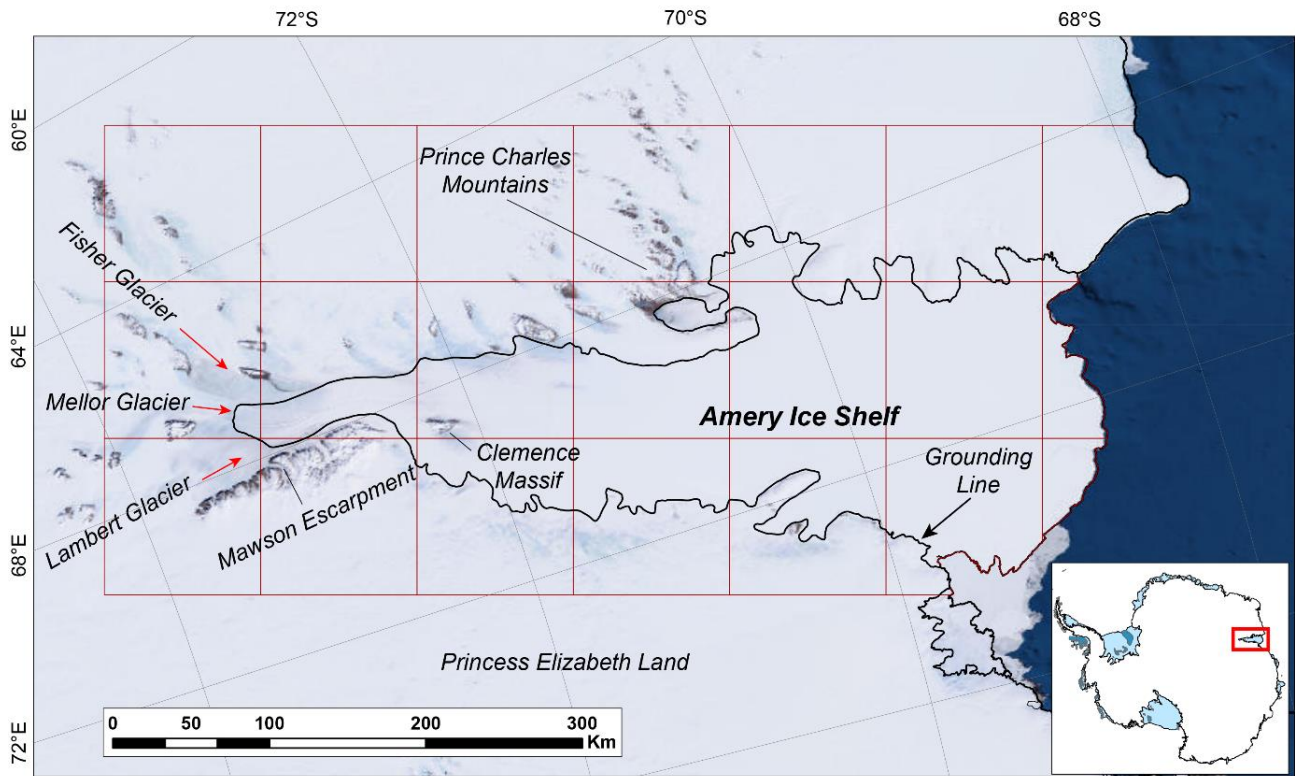 72°S
70°S
68°S
60°E
Prince Charles
Mountains
Fisher Glacier
64°E
Mellor Glacier
Amery Ice Shelf
Clemence
Massif
Grounding
Line
Lambert Glacier
Mawson Escarpment
68°E
Princess Elizabeth Land
72°E
0 50 100 200 300
Km